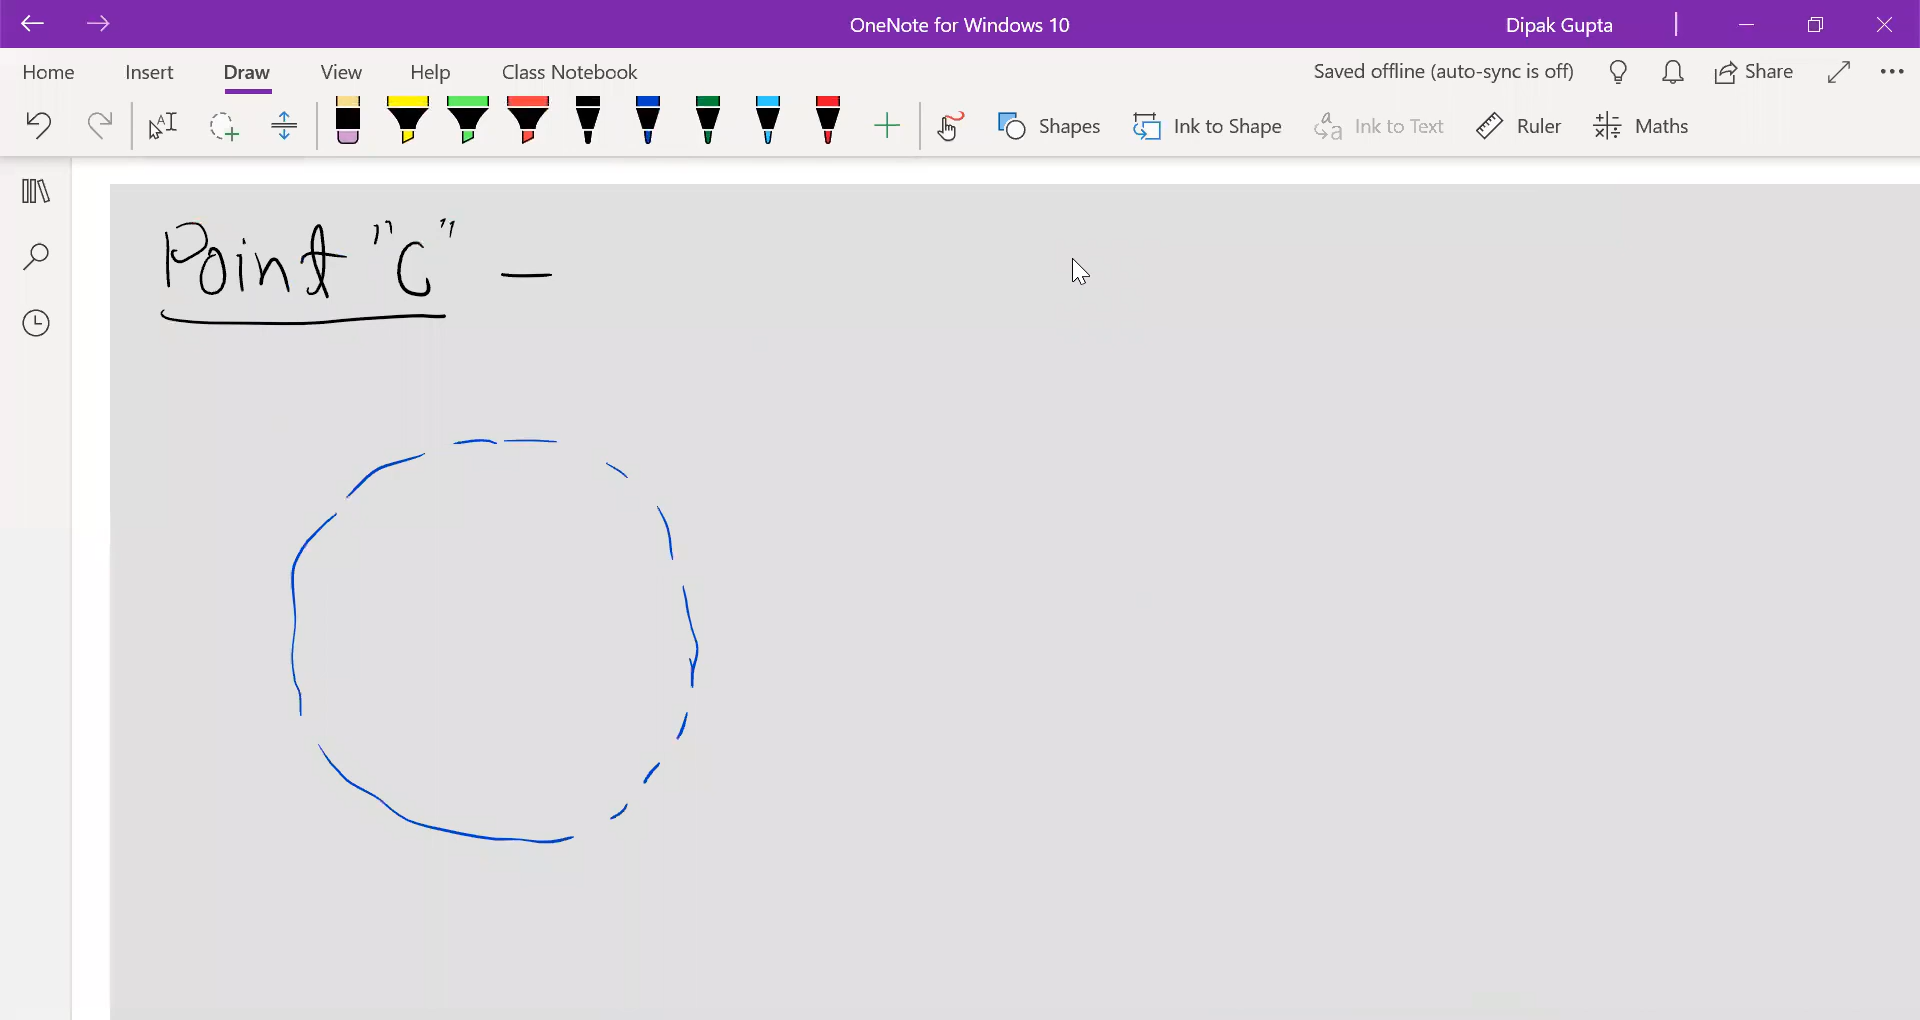 OneNote for Windows 10
Dipak Gupta
Home Insert Draw View Help Class Notebook
Saved offline (auto-sync is off) Share
Shapes Ink to Shape Ink to Text Ruler Maths
Point "C" —